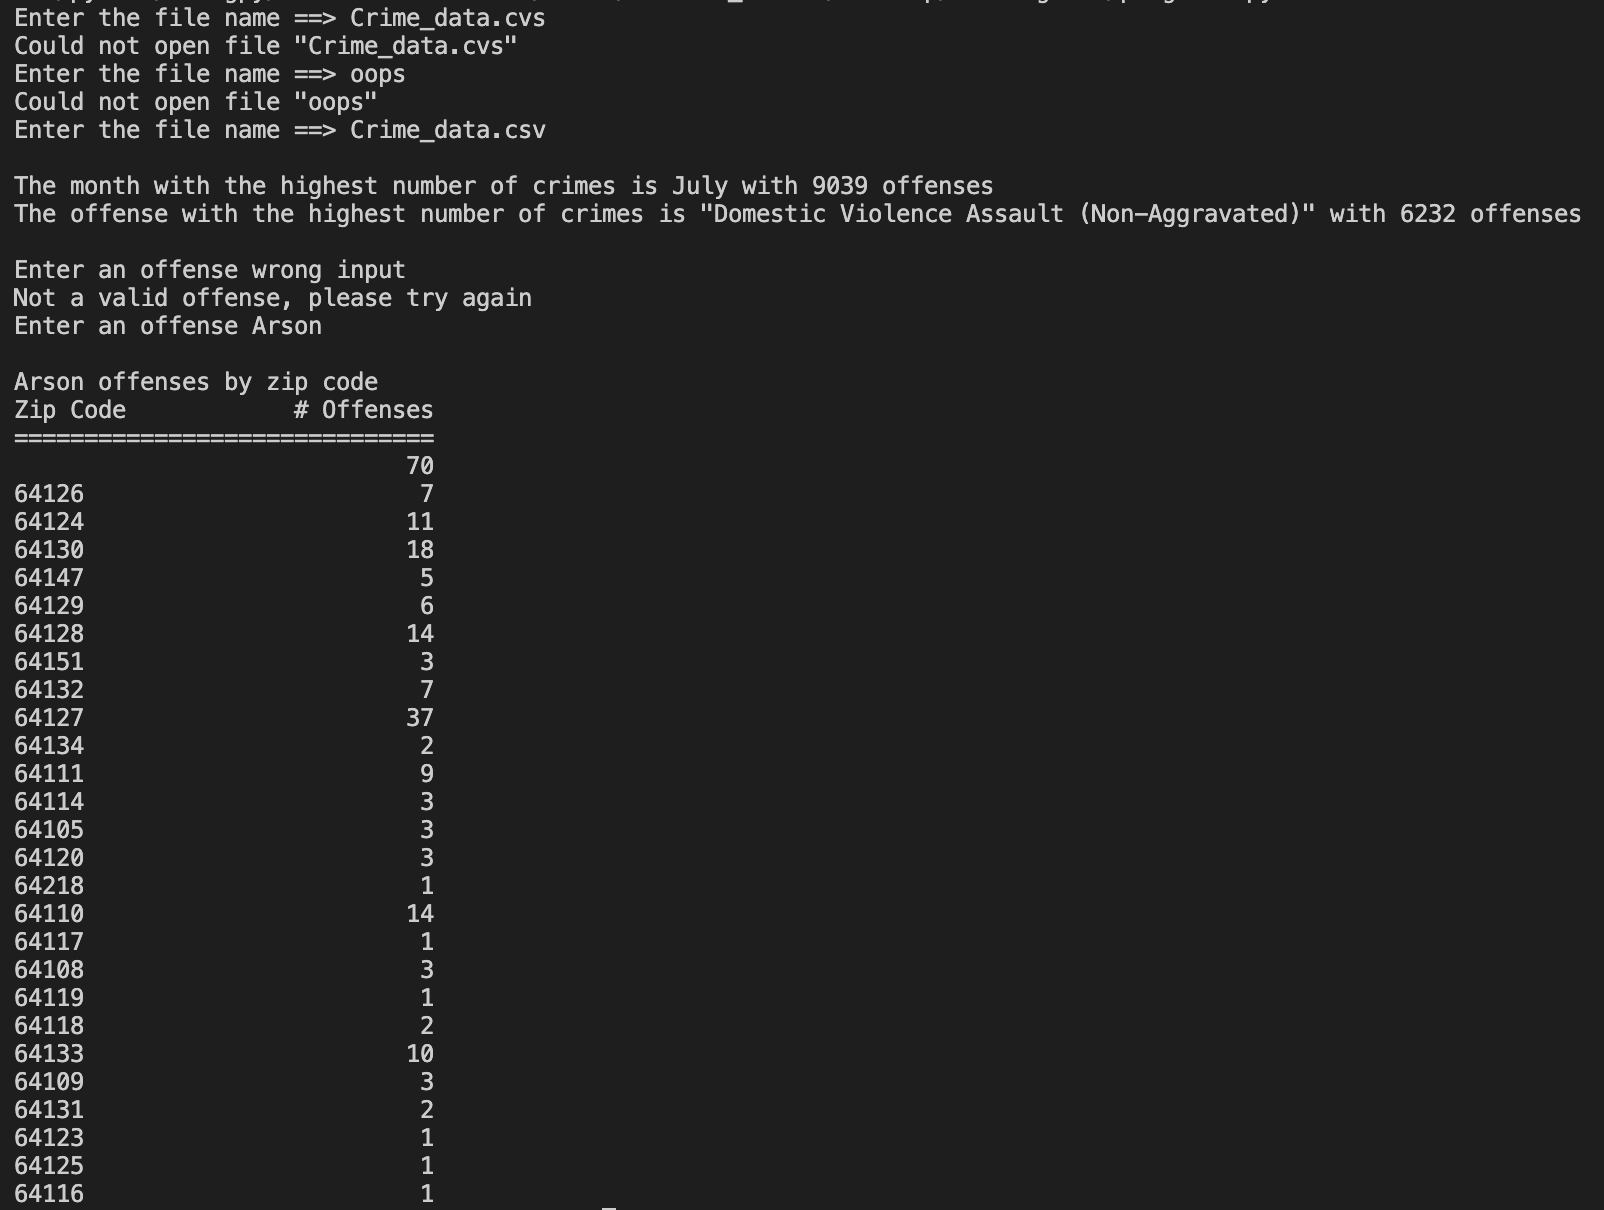 Enter the file name ==> Crime_data.cvs
Could not open file "Crime_data.cvs"
Enter the file name ==> oops
Could not open file "oops"
Enter the file name ==> Crime_data.csv
The month with the highest number of crimes is July with 9039 offenses
The offense with the highest number of crimes is "Domestic Violence Assault (Non-Aggravated)" with 6232 offenses
Enter an offense wrong input
Not a valid offense, please try again
Enter an offense Arson
Arson offenses by zip code
Zip Code            # Offenses
==============================
                            70
64126                        7
64124                       11
64130                       18
64147                        5
64129                        6
64128                       14
64151                        3
64132                        7
64127                       37
64134                        2
64111                        9
64114                        3
64105                        3
64120                        3
64218                        1
64110                       14
64117                        1
64108                        3
64119                        1
64118                        2
64133                       10
64109                        3
64131                        2
64123                        1
64125                        1
64116                        1